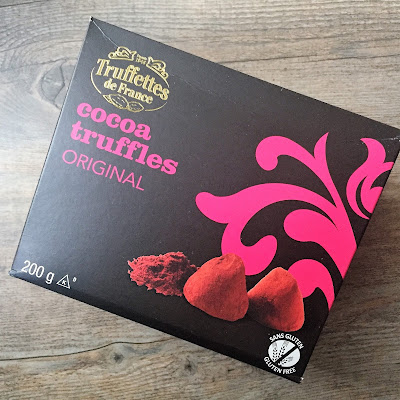 Truffettes
de France
cocoa
truffles
ORIGINAL
200 g
K
SANS GLUTEN
GLUTEN FREE